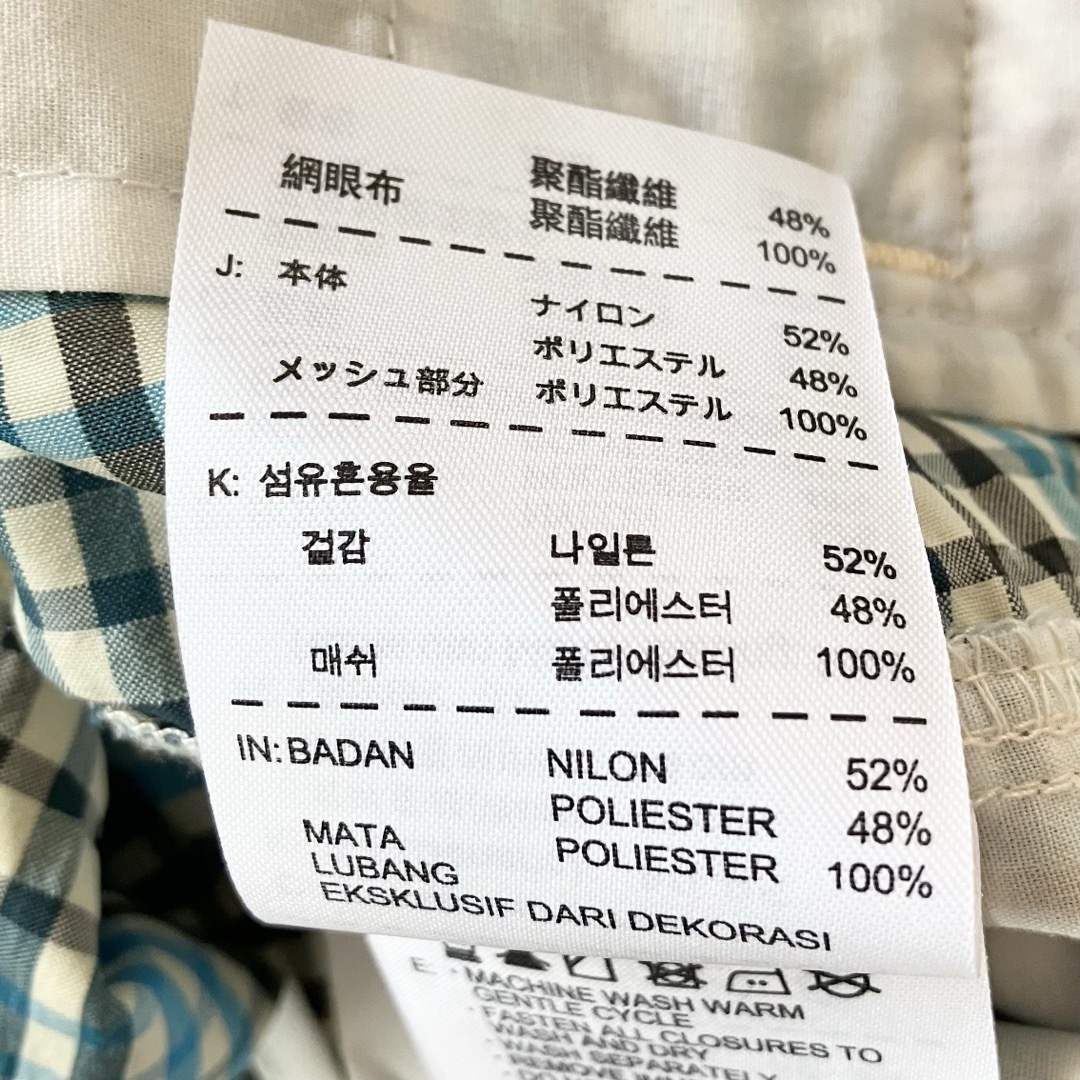 聚酯纖維 48%
網眼布 聚酯纖維 100%
J: 本体 ナイロン 52%
ポリエステル 48%
メッシュ部分 ポリエステル 100%
K: 섬유혼용율
겉감 나일론 52%
폴리에스터 48%
매쉬 폴리에스터 100%
IN: BADAN NILON 52%
POLIESTER 48%
MATA POLIESTER 100%
LUBANG
EKSKLUSIF DARI DEKORASI
E: · MACHINE WASH WARM
GENTLE CYCLE
· FASTEN ALL CLOSURES TO
WASH AND DRY
· WASH SEPARATELY